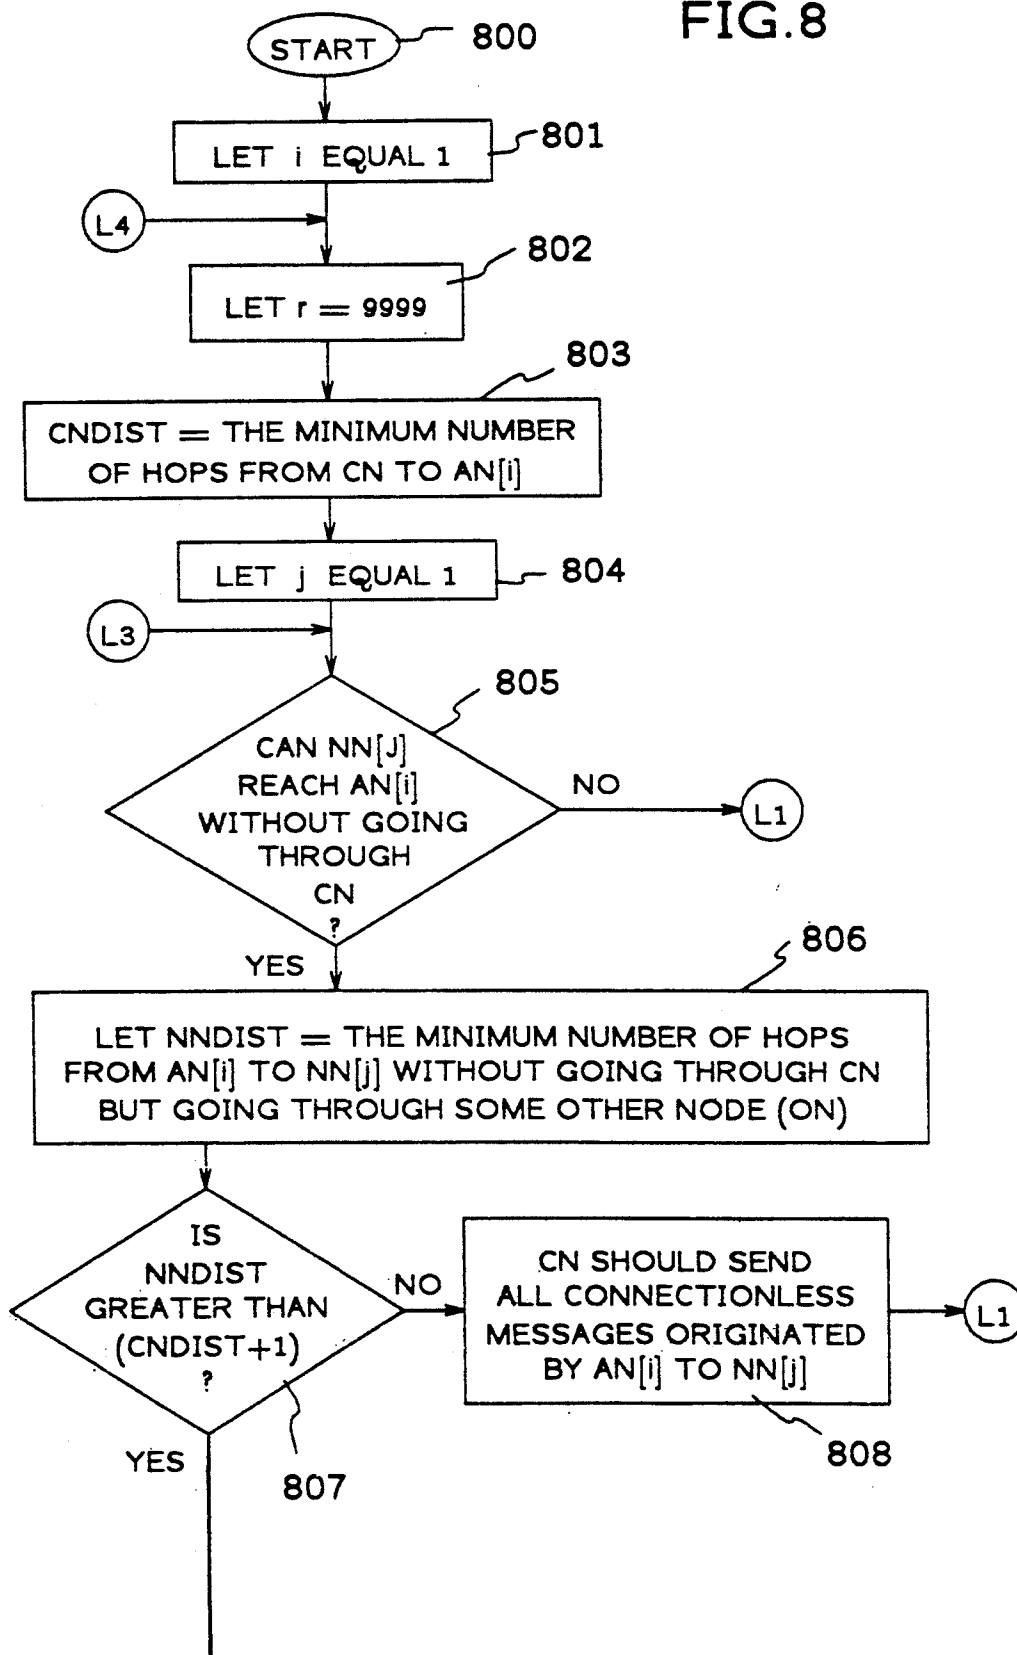 FIG.8
START
800
LET i EQUAL 1
801
L4
802
LET r = 9999
803
CNDIST = THE MINIMUM NUMBER
OF HOPS FROM CN TO AN[i]
LET j EQUAL 1
804
L3
805
CAN NN[J]
REACH AN[i]
WITHOUT GOING
THROUGH
CN
?
NO
L1
YES
806
LET NNDIST = THE MINIMUM NUMBER OF HOPS
FROM AN[i] TO NN[j] WITHOUT GOING THROUGH CN
BUT GOING THROUGH SOME OTHER NODE (ON)
IS
NNDIST
GREATER THAN
(CNDIST+1)
?
NO
CN SHOULD SEND
ALL CONNECTIONLESS
MESSAGES ORIGINATED
BY AN[i] TO NN[j]
L1
YES
807
808